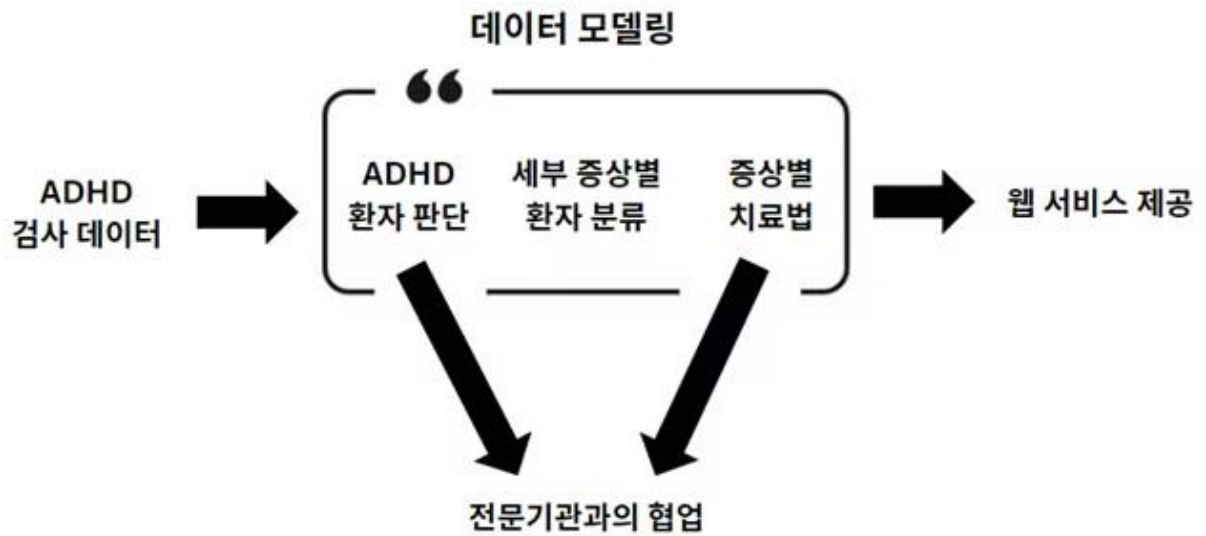 데이터 모델링
ADHD
검사 데이터
ADHD
환자 판단
세부 증상별
환자 분류
증상별
치료법
웹 서비스 제공
전문기관과의 협업